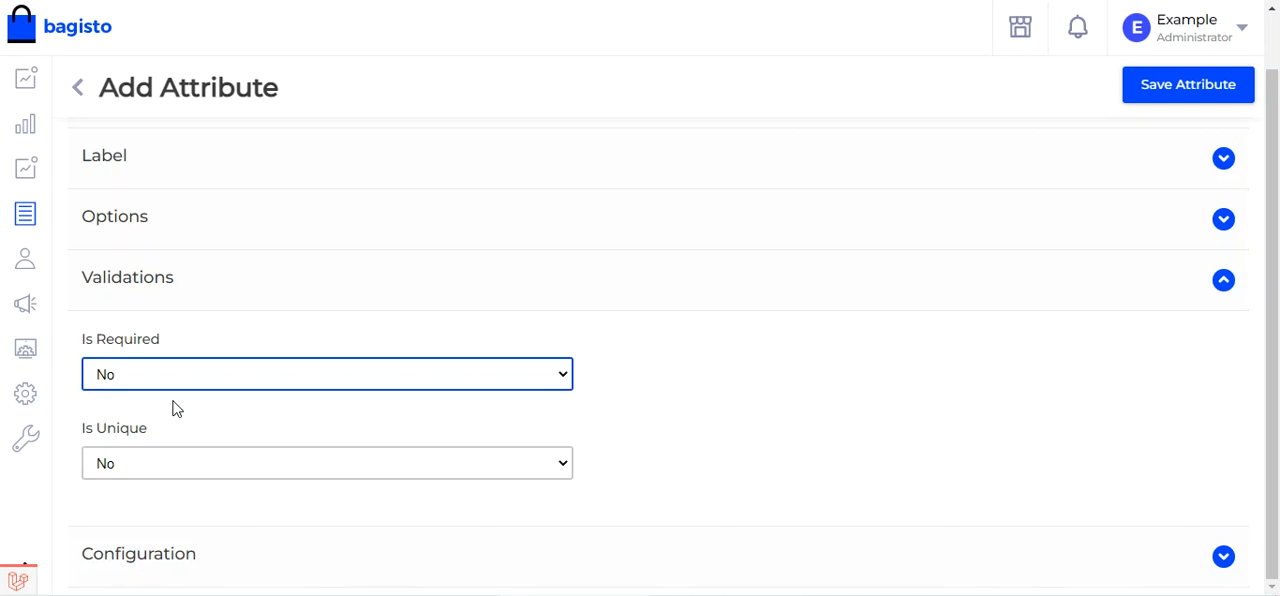 bagisto
E
Example
Administrator
Add Attribute
Save Attribute
Label
Options
Validations
Is Required
No
Is Unique
No
Configuration